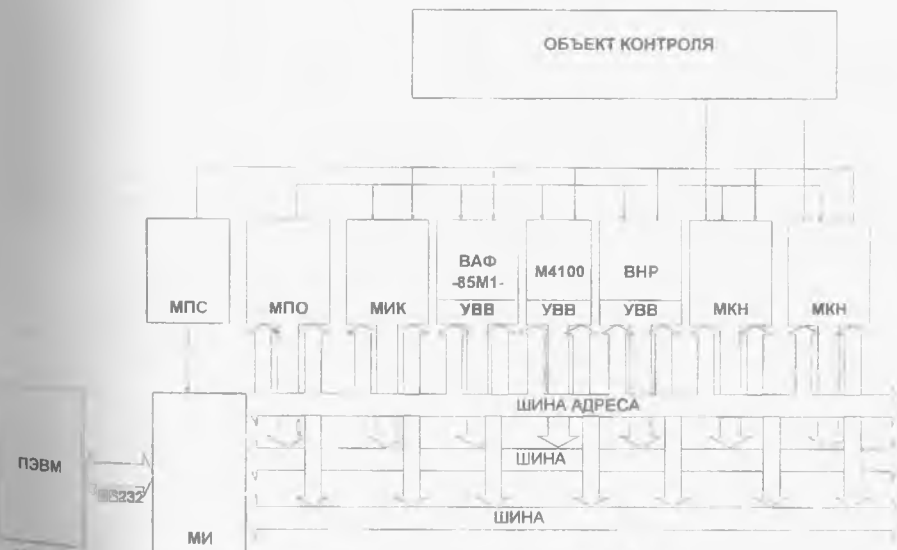 ОБЪЕКТ КОНТРОЛЯ
МПС
МПО
МИК
ВАФ
-85М1-
УВВ
М4100
УВВ
ВНР
УВВ
МКН
МКН
ШИНА АДРЕСА
ШИНА
ШИНА
ПЭВМ
RS232
МИ